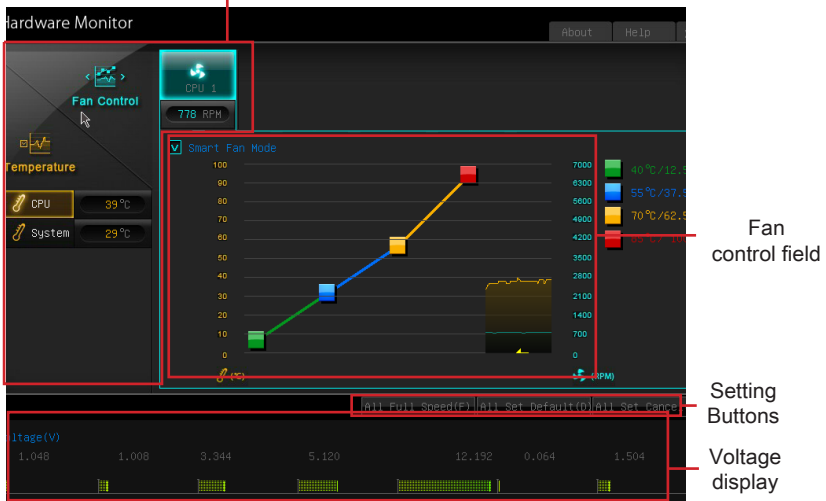 Hardware Monitor
About Help
Fan Control
CPU 1
778 RPM
Temperature
CPU 39°C
System 29°C
V Smart Fan Mode
100 7000
90 6300
80 5600
70 4900
60 4200
50 3500
40 2800
30 2100
20 1400
10 700
0 0
(°C) (RPM)
40°C/12.5
55°C/37.5
70°C/62.5
Fan
control field
All Full Speed(F) All Set Default(D) All Set Cancel
Setting
Buttons
Voltage(V)
1.048 1.008 3.344 5.120 12.192 0.064 1.504
Voltage
display